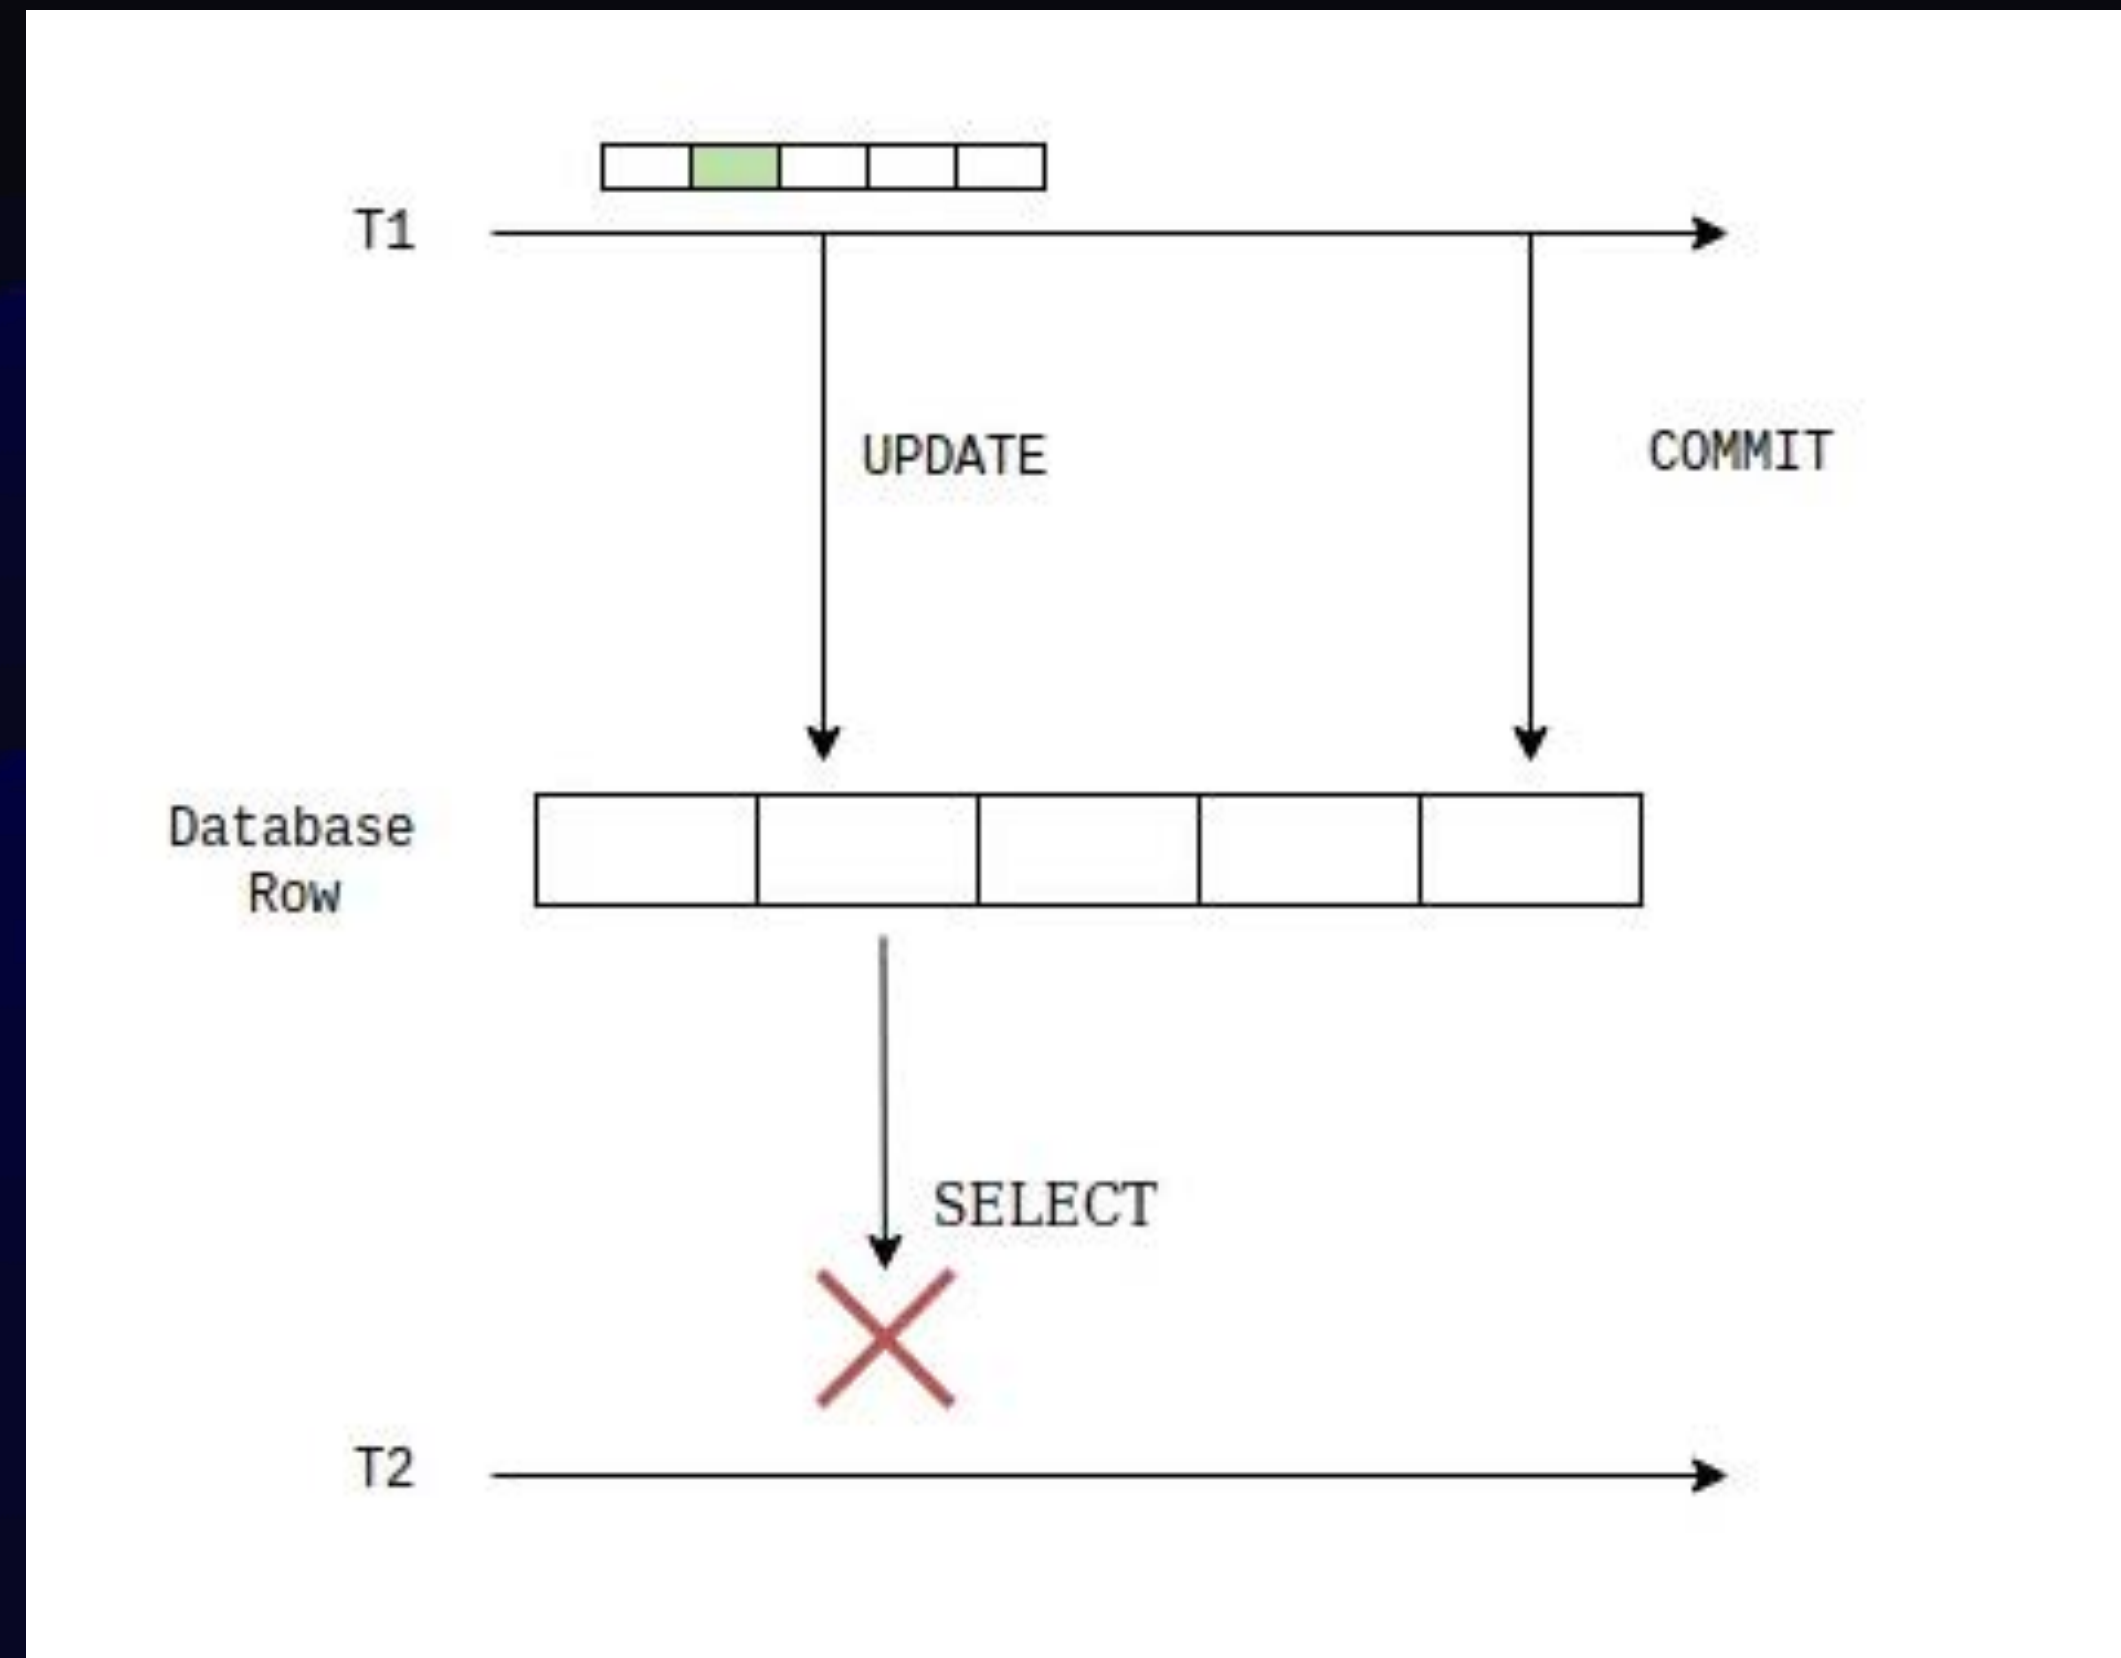 T1
UPDATE
COMMIT
Database
Row
SELECT
T2